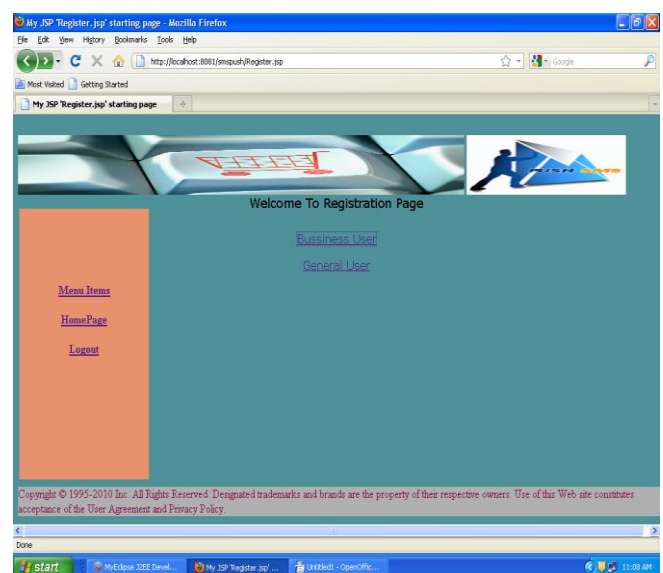 My JSP 'Register.jsp' starting page - Mozilla Firefox
File Edit View History Bookmarks Tools Help
http://localhost:8081/smspush/Register.jsp
Google
Most Visited Getting Started
My JSP 'Register.jsp' starting page
PUSH SMS
Welcome To Registration Page
Bussiness User
General User
Menu Items
HomePage
Logout
Copyright © 1995-2010 Inc. All Rights Reserved. Designated trademarks and brands are the property of their respective owners. Use of this Web site constitutes
acceptance of the User Agreement and Privacy Policy.
Done
start MyEclipse J2EE Devel... My JSP 'Register.jsp' ... Untitled1 - OpenOffic... 11:08 AM